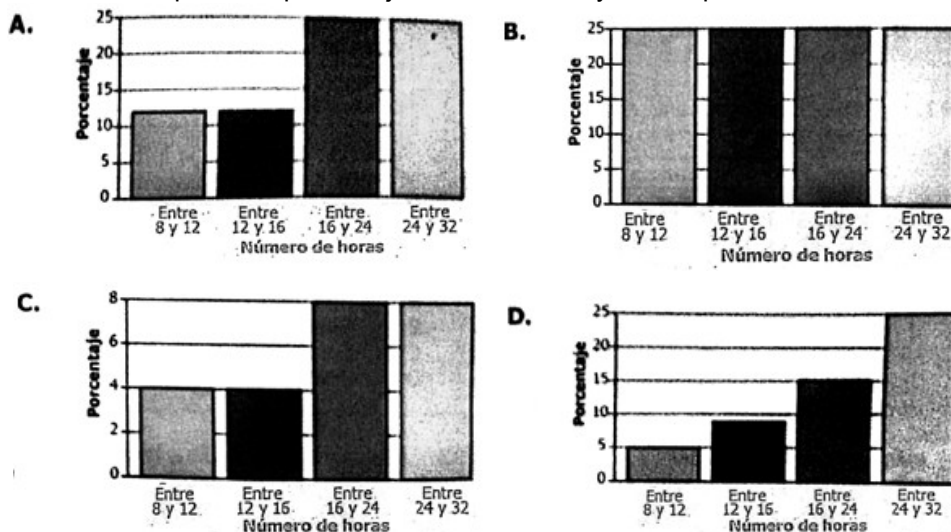 A.
Porcentaje
25
20
15
10
5
0
Entre 8 y 12
Entre 12 y 16
Entre 16 y 24
Entre 24 y 32
Número de horas
B.
Porcentaje
25
20
15
10
5
0
Entre 8 y 12
Entre 12 y 16
Entre 16 y 24
Entre 24 y 32
Número de horas
C.
Porcentaje
8
6
4
2
0
Entre 8 y 12
Entre 12 y 16
Entre 16 y 24
Entre 24 y 32
Número de horas
D.
Porcentaje
25
20
15
10
5
0
Entre 8 y 12
Entre 12 y 16
Entre 16 y 24
Entre 24 y 32
Número de horas